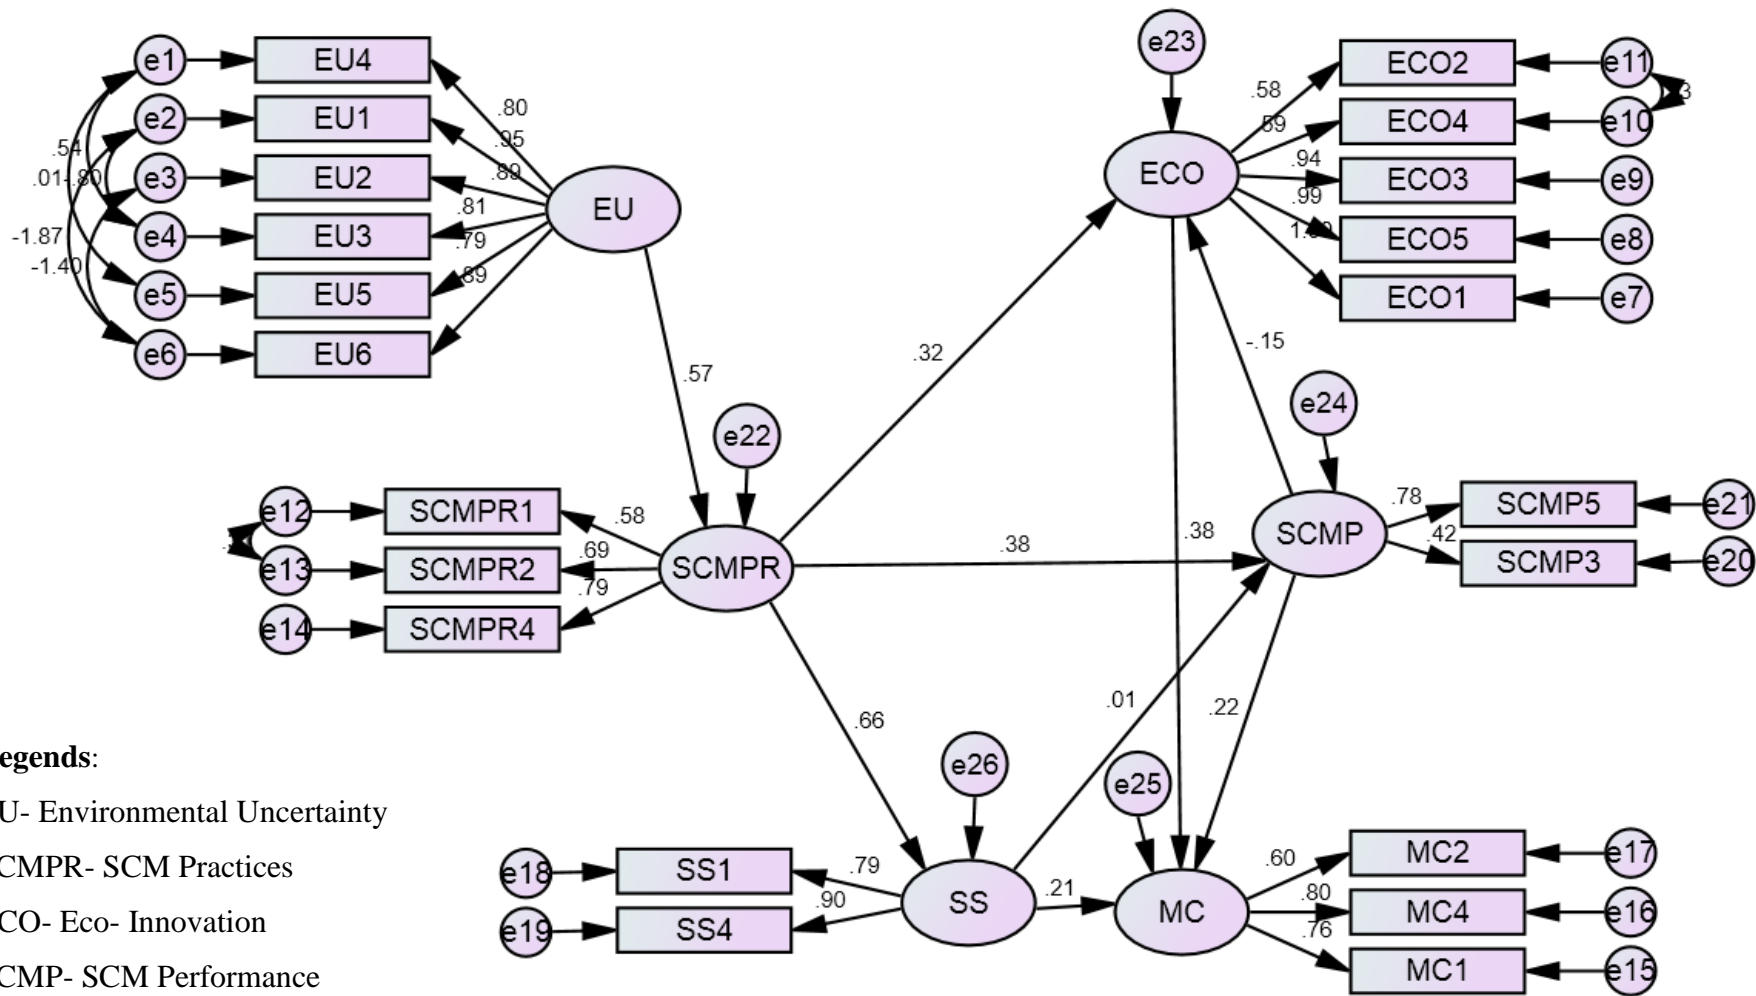 e1
EU4
e2
EU1
e3
EU2
e4
EU3
e5
EU5
e6
EU6
.54
.01
-.80
-1.87
-1.40
.80
.95
.89
.81
.79
.89
EU
.57
e23
ECO
.58
.59
.94
.99
ECO2
e11
ECO4
e10
ECO3
e9
ECO5
e8
ECO1
e7
.32
-.15
e22
e24
e12
SCMPR1
e13
SCMPR2
e14
SCMPR4
.58
.69
.79
SCMPR
.38
.38
SCMP
.78
.42
SCMP5
e21
SCMP3
e20
.66
.01
.22
egends:
U- Environmental Uncertainty
CMPR- SCM Practices
CO- Eco- Innovation
CMP- SCM Performance
e26
e25
e18
SS1
e19
SS4
.79
.90
SS
.21
MC
.60
.80
.76
MC2
e17
MC4
e16
MC1
e15